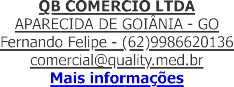 QB COMERCIO LTDA
APARECIDA DE GOIÂNIA - GO
Fernando Felipe - (62)9986620136
comercial@quality.med.br
Mais informações